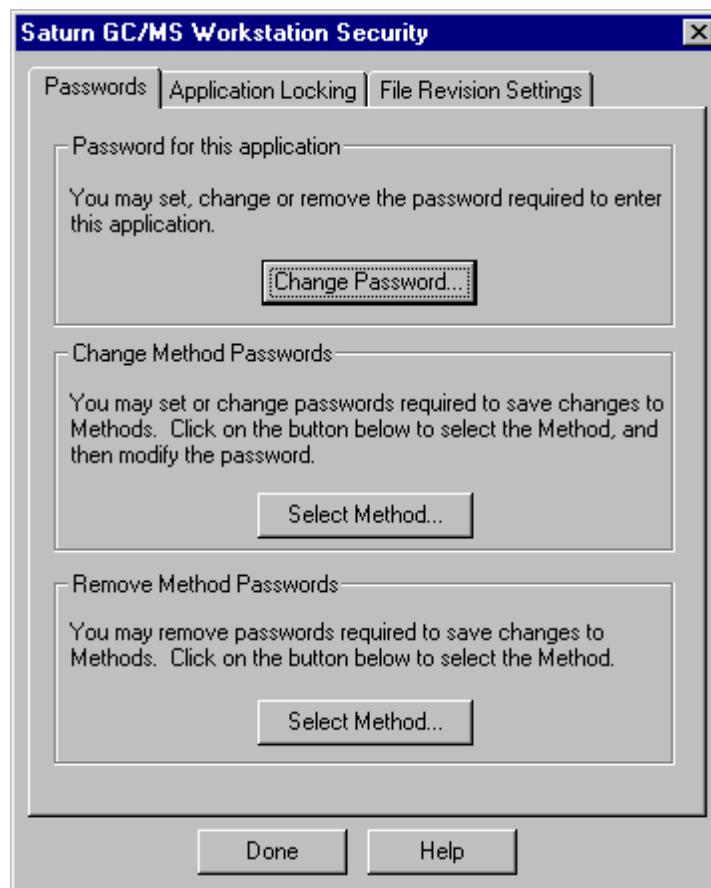 Saturn GC/MS Workstation Security
Passwords Application Locking File Revision Settings
Password for this application
You may set, change or remove the password required to enter
this application.
Change Password...
Change Method Passwords
You may set or change passwords required to save changes to
Methods. Click on the button below to select the Method, and
then modify the password.
Select Method...
Remove Method Passwords
You may remove passwords required to save changes to
Methods. Click on the button below to select the Method.
Select Method...
Done Help